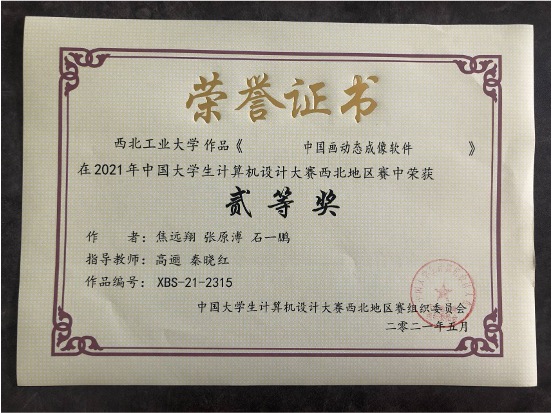 荣誉证书
西北工业大学 作品《 中国画动态成像软件 》
在2021年中国大学生计算机设计大赛西北地区赛中荣获
贰等奖
作 者：焦远翔 张原溥 石一鹏
指导教师：高逦 秦晓红
作品编号：XBS-21-2315
中国大学生计算机设计大赛西北地区赛组织委员会
二零二一年五月